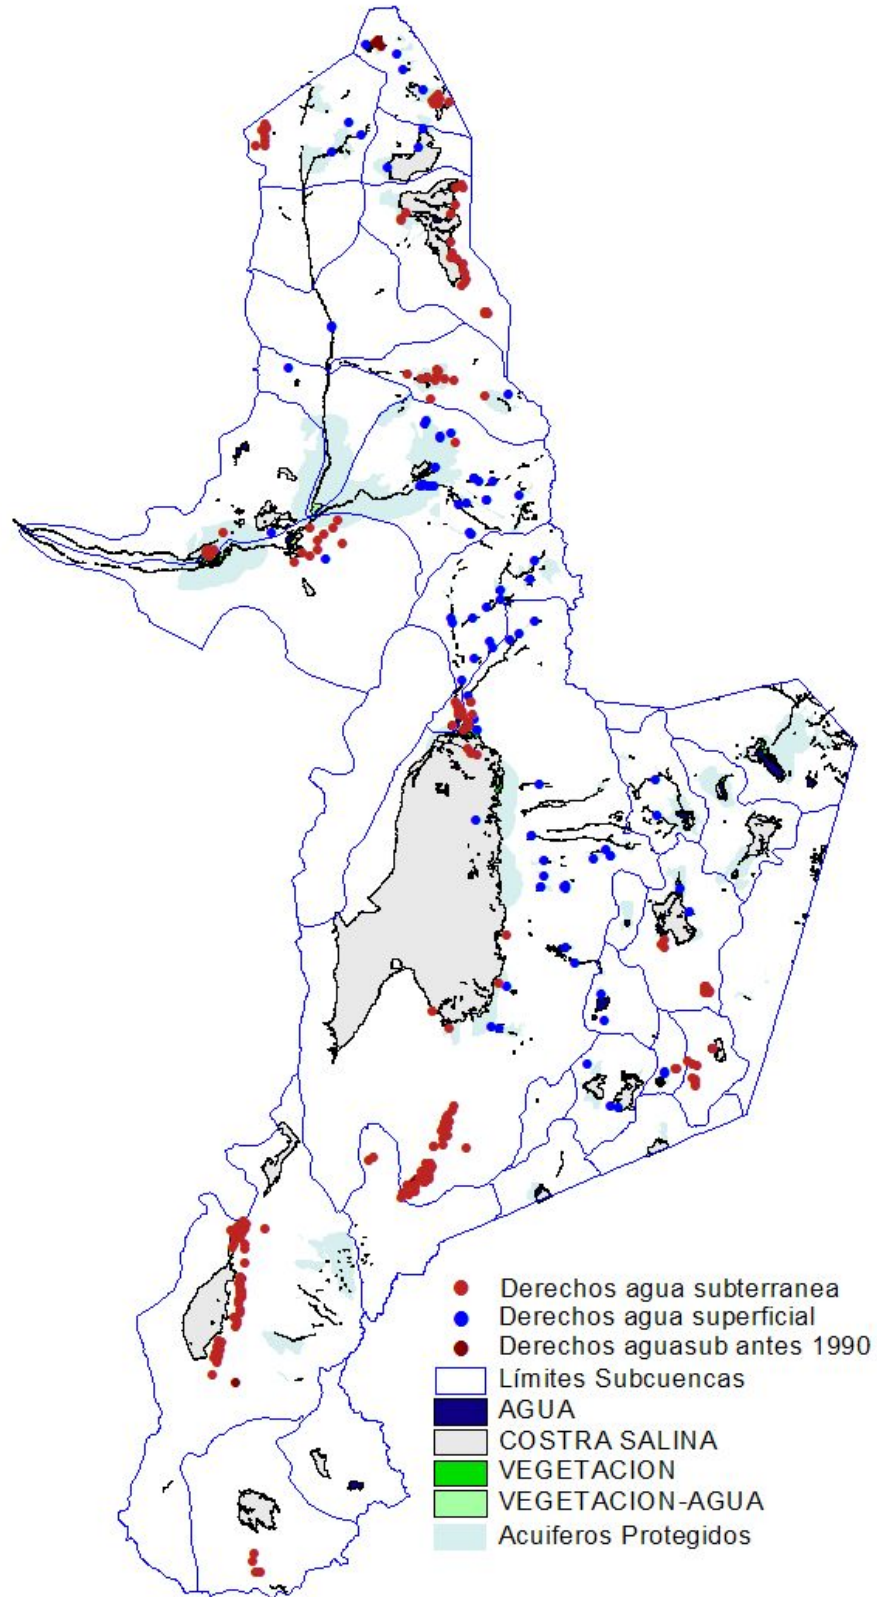 Derechos agua subterranea
Derechos agua superficial
Derechos aguasub antes 1990
Límites Subcuencas
AGUA
COSTRA SALINA
VEGETACION
VEGETACION-AGUA
Acuiferos Protegidos